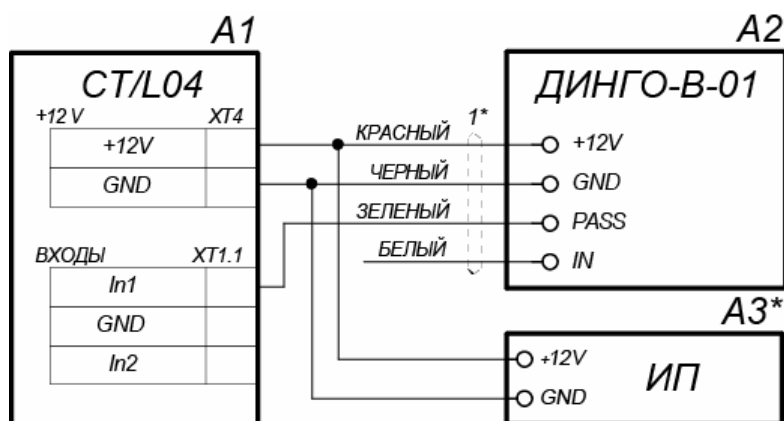 A1
A2
СТ/L04
ДИНГО-В-01
+12 V XT4
+12V
GND
1*
КРАСНЫЙ
ЧЕРНЫЙ
ЗЕЛЕНЫЙ
БЕЛЫЙ
+12V
GND
PASS
IN
ВХОДЫ XT1.1
In1
GND
In2
A3*
+12V
GND
ИП